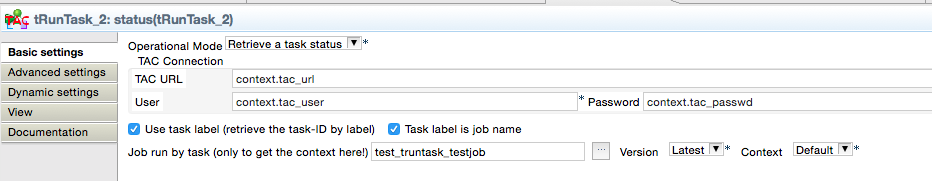 TAC tRunTask_2: status(tRunTask_2)
Basic settings
Advanced settings
Dynamic settings
View
Documentation
Operational Mode Retrieve a task status *
TAC Connection
TAC URL context.tac_url
User context.tac_user * Password context.tac_passwd
Use task label (retrieve the task-ID by label) Task label is job name
Job run by task (only to get the context here!) test_truntask_testjob ... Version Latest * Context Default *